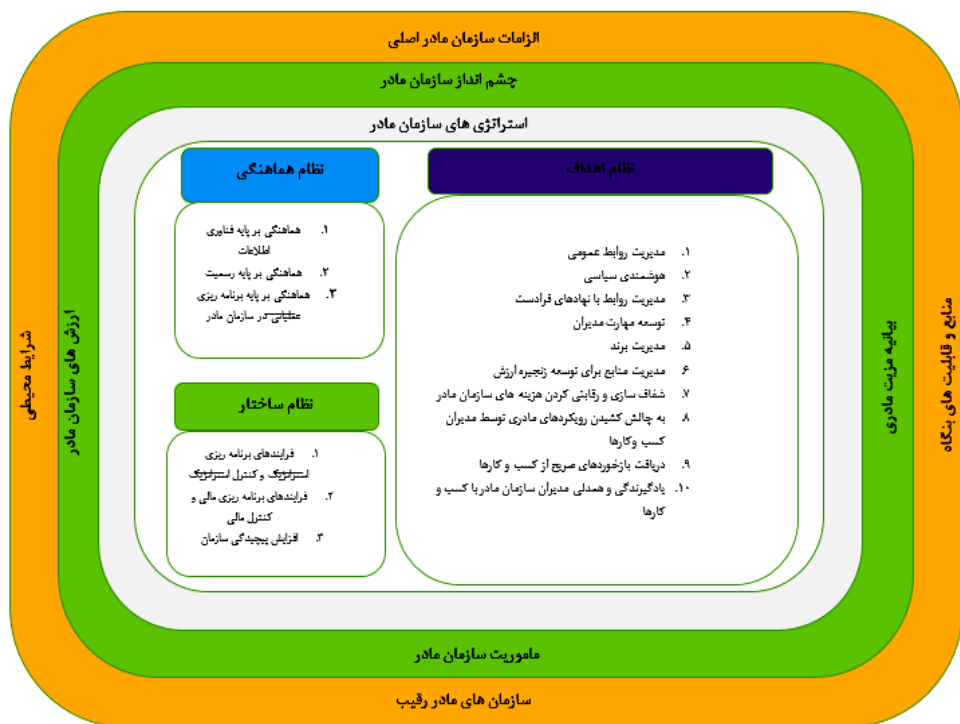 الزامات سازمان مادر اصلی
چشم انداز سازمان مادر
استراتژی های سازمان مادر
نظام اهداف
۱. مدیریت روابط عمومی
۲. هوشمندی سیاسی
۳. مدیریت روابط با نهادهای فرادست
۴. توسعه مهارت مدیران
۵. مدیریت برند
۶. مدیریت منابع برای توسعه زنجیره ارزش
۷. شفاف سازی و رقابتی کردن هزینه های سازمان مادر
۸. به چالش کشیدن رویکردهای مادری توسط مدیران
کسب وکارها
۹. دریافت بازخوردهای صریح از کسب و کارها
۱۰. یادگیرندگی و همدلی مدیران سازمان مادر با کسب و
کارها
نظام هماهنگی
۱. هماهنگی بر پایه فناوری
اطلاعات
۲. هماهنگی بر پایه رسمیت
۳. هماهنگی بر پایه برنامه ریزی
عملیاتی در سازمان مادر
نظام ساختار
۱. فرایندهای برنامه ریزی
استراتژیک و کنترل استراتژیک
۲. فرایندهای برنامه ریزی مالی و
کنترل مالی
۳. افزایش پیچیدگی سازمان
بیانیه مزیت مادری
منابع و قابلیت های بنگاه
ارزش های سازمان مادر
شرایط محیطی
ماموریت سازمان مادر
سازمان های مادر رقیب